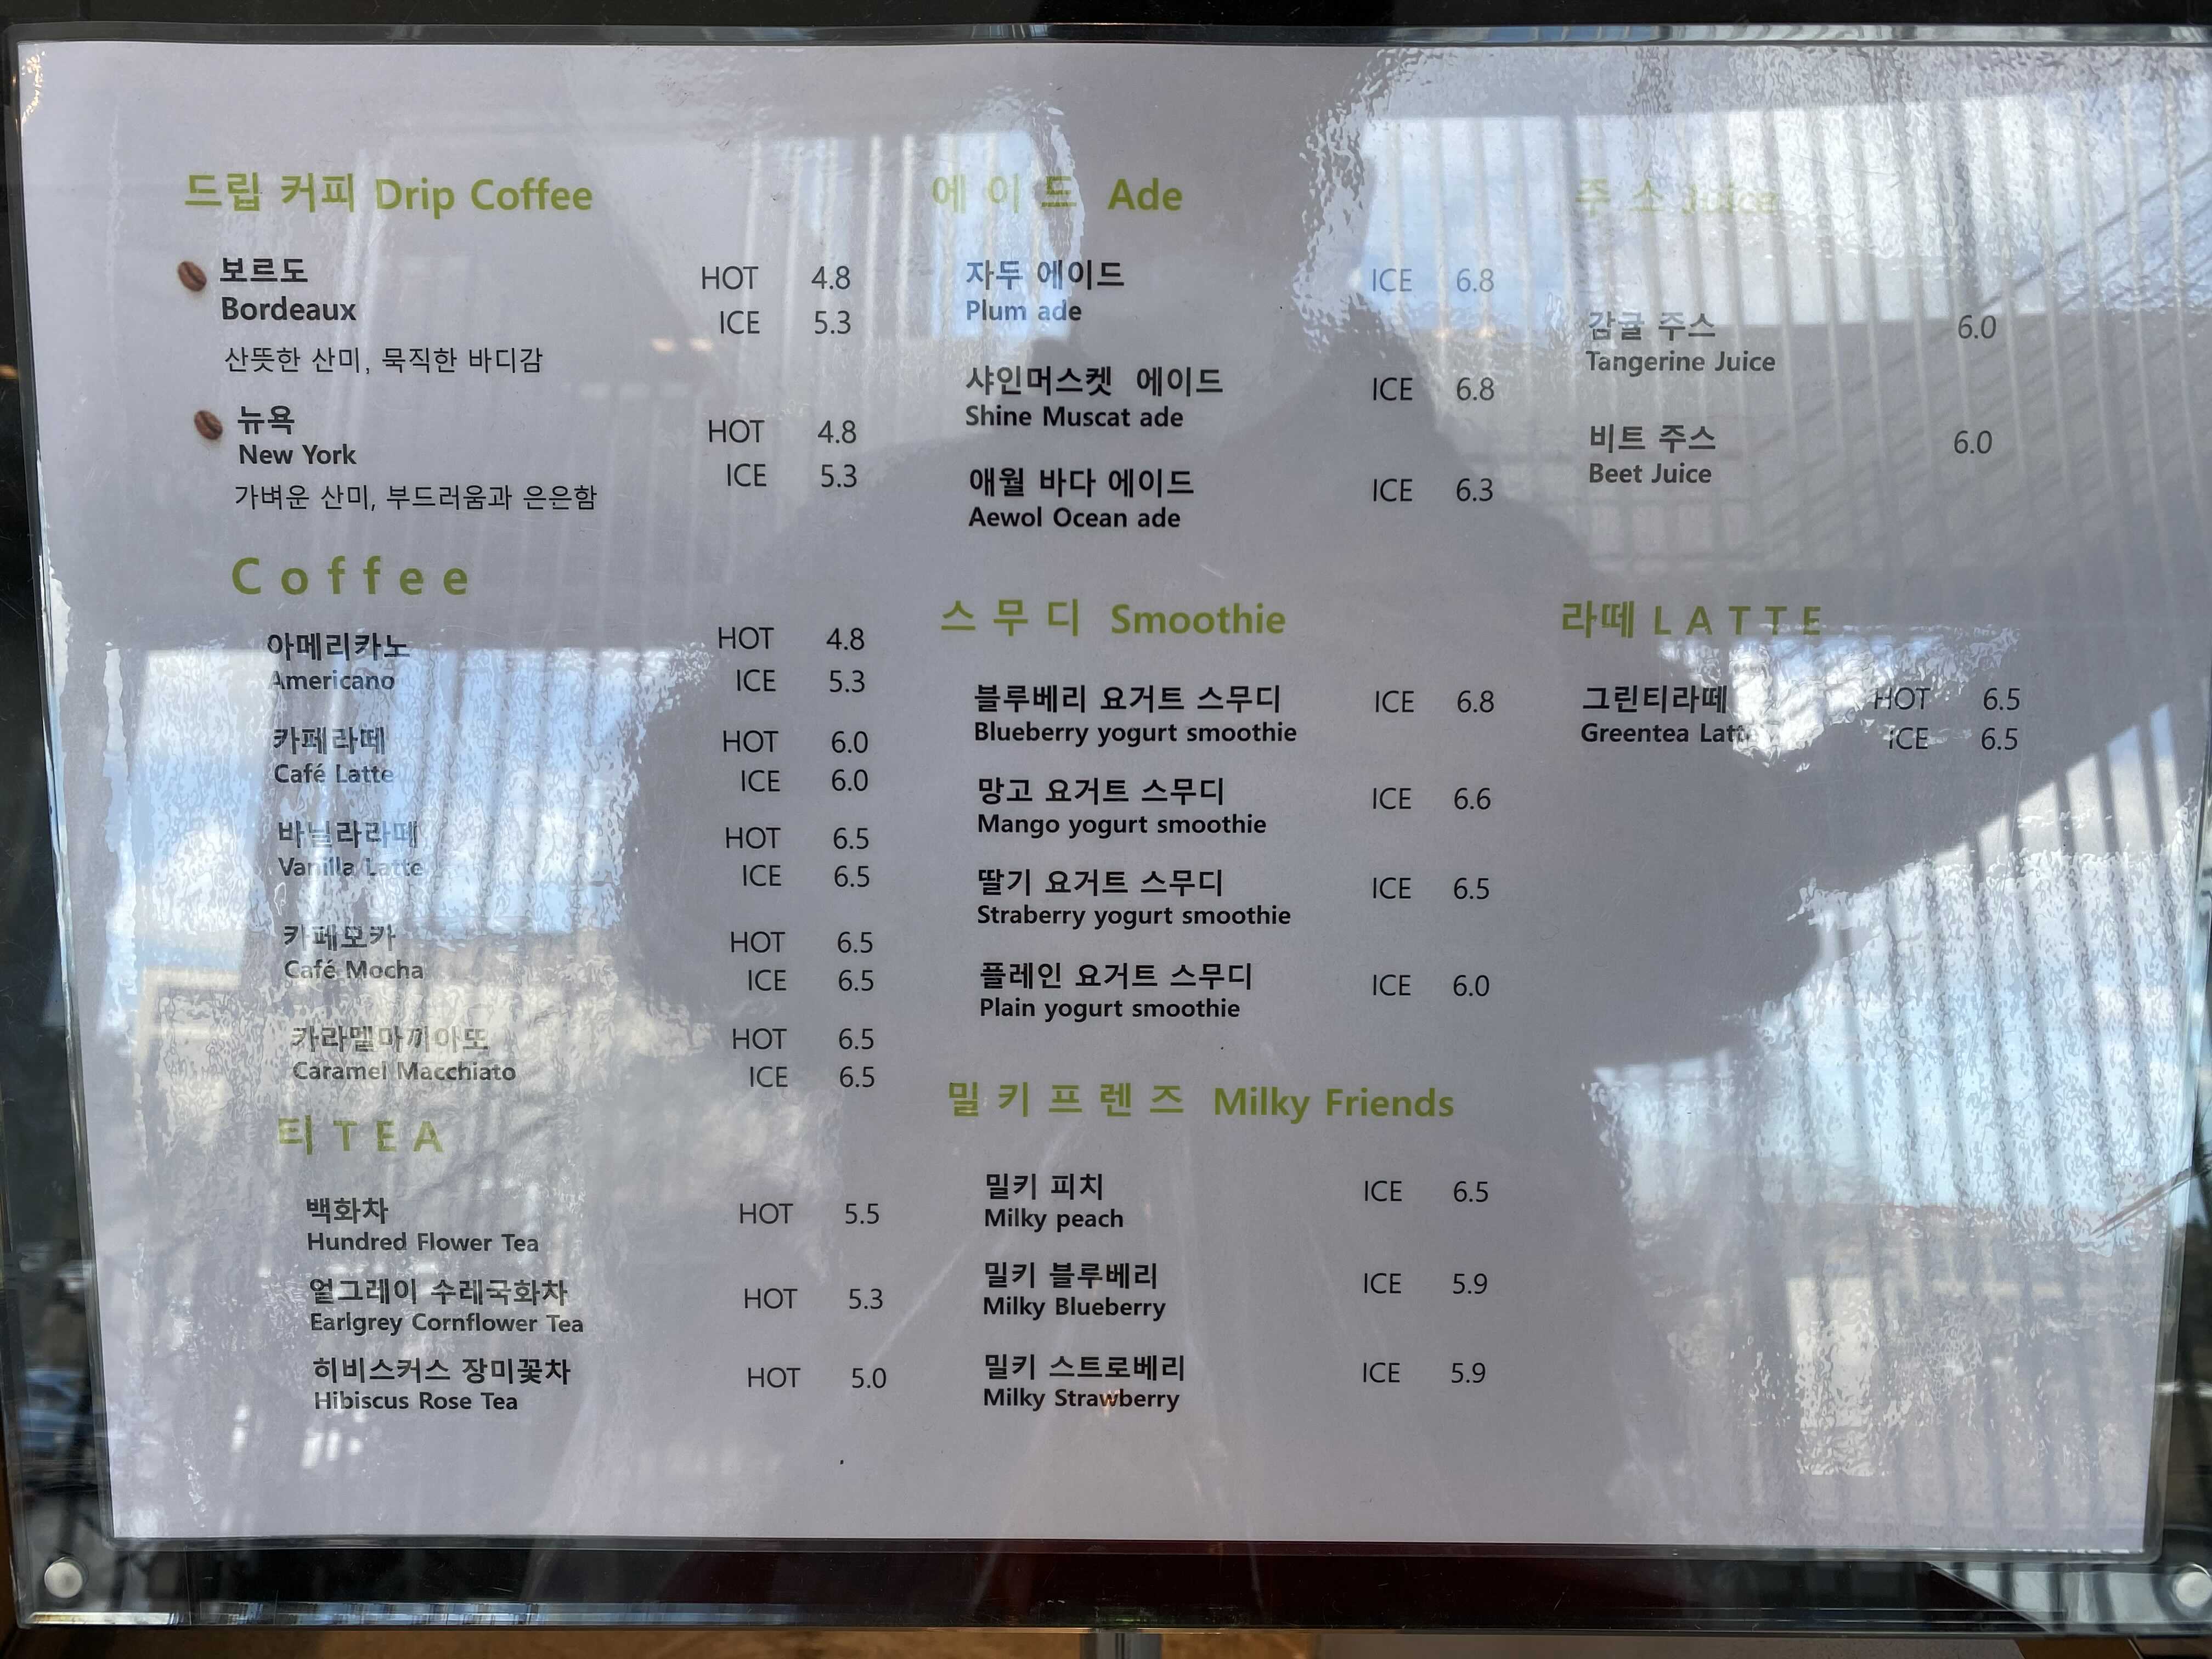 드립 커피 Drip Coffee
보르도 HOT 4.8
Bordeaux ICE 5.3
산뜻한 산미, 묵직한 바디감
뉴욕 HOT 4.8
New York ICE 5.3
가벼운 산미, 부드러움과 은은함
Coffee
아메리카노 HOT 4.8
Americano ICE 5.3
카페라떼 HOT 6.0
Café Latte ICE 6.0
바닐라라떼 HOT 6.5
Vanilla Latte ICE 6.5
카페모카 HOT 6.5
Café Mocha ICE 6.5
카라멜마끼아또 HOT 6.5
Caramel Macchiato ICE 6.5
티 TEA
백화차 HOT 5.5
Hundred Flower Tea
얼그레이 수레국화차 HOT 5.3
Earlgrey Cornflower Tea
히비스커스 장미꽃차 HOT 5.0
Hibiscus Rose Tea
에이드 Ade
자두 에이드 ICE 6.8
Plum ade
샤인머스켓 에이드 ICE 6.8
Shine Muscat ade
애월 바다 에이드 ICE 6.3
Aewol Ocean ade
스무디 Smoothie
블루베리 요거트 스무디 ICE 6.8
Blueberry yogurt smoothie
망고 요거트 스무디 ICE 6.6
Mango yogurt smoothie
딸기 요거트 스무디 ICE 6.5
Straberry yogurt smoothie
플레인 요거트 스무디 ICE 6.0
Plain yogurt smoothie
밀키프렌즈 Milky Friends
밀키 피치 ICE 6.5
Milky peach
밀키 블루베리 ICE 5.9
Milky Blueberry
밀키 스트로베리 ICE 5.9
Milky Strawberry
주소 Juice
감귤 주스 6.0
Tangerine Juice
비트 주스 6.0
Beet Juice
라떼 LATTE
그린티라떼 HOT 6.5
Greentea Latte ICE 6.5